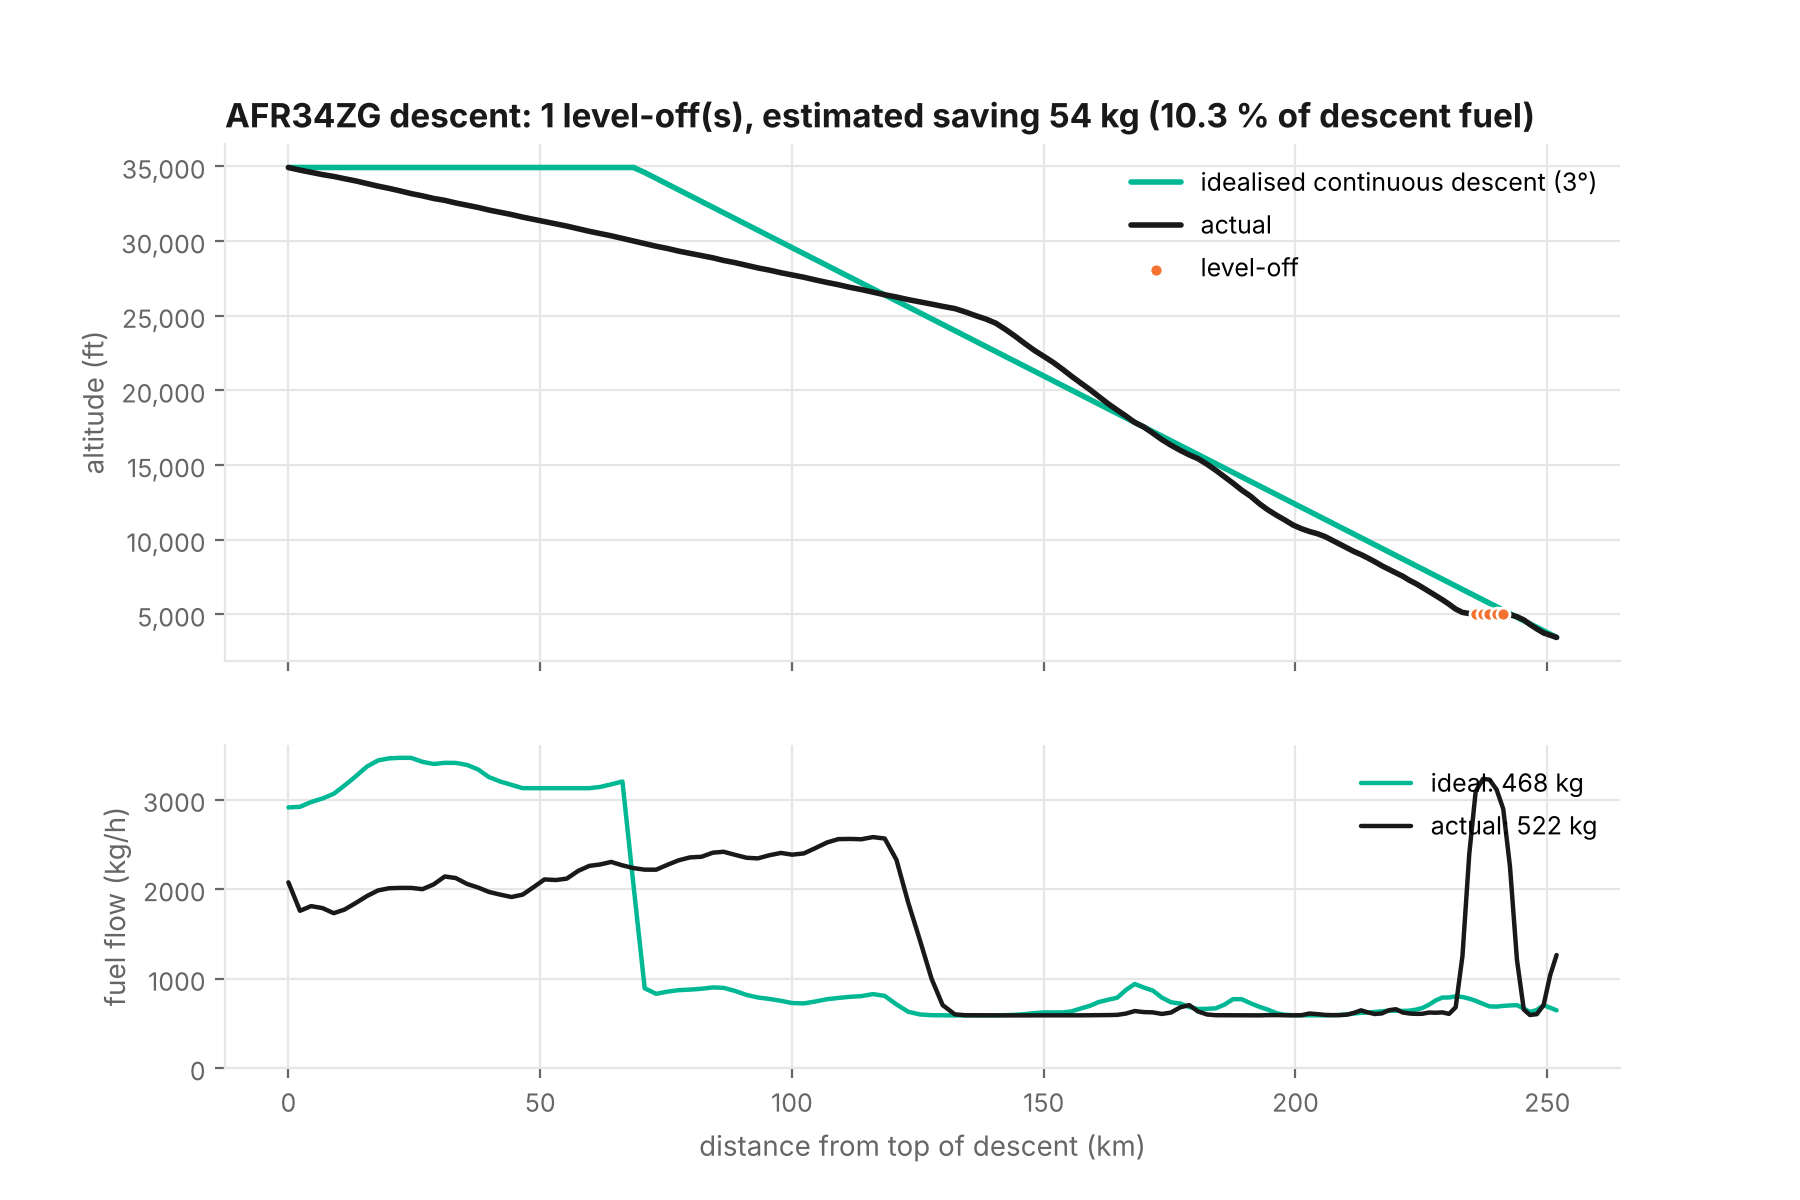 AFR34ZG descent: 1 level-off(s), estimated saving 54 kg (10.3 % of descent fuel)
35,000
30,000
25,000
20,000
15,000
10,000
5,000
altitude (ft)
idealised continuous descent (3°)
actual
level-off
3000
2000
1000
0
fuel flow (kg/h)
ideal: 468 kg
actual: 522 kg
0
50
100
150
200
250
distance from top of descent (km)